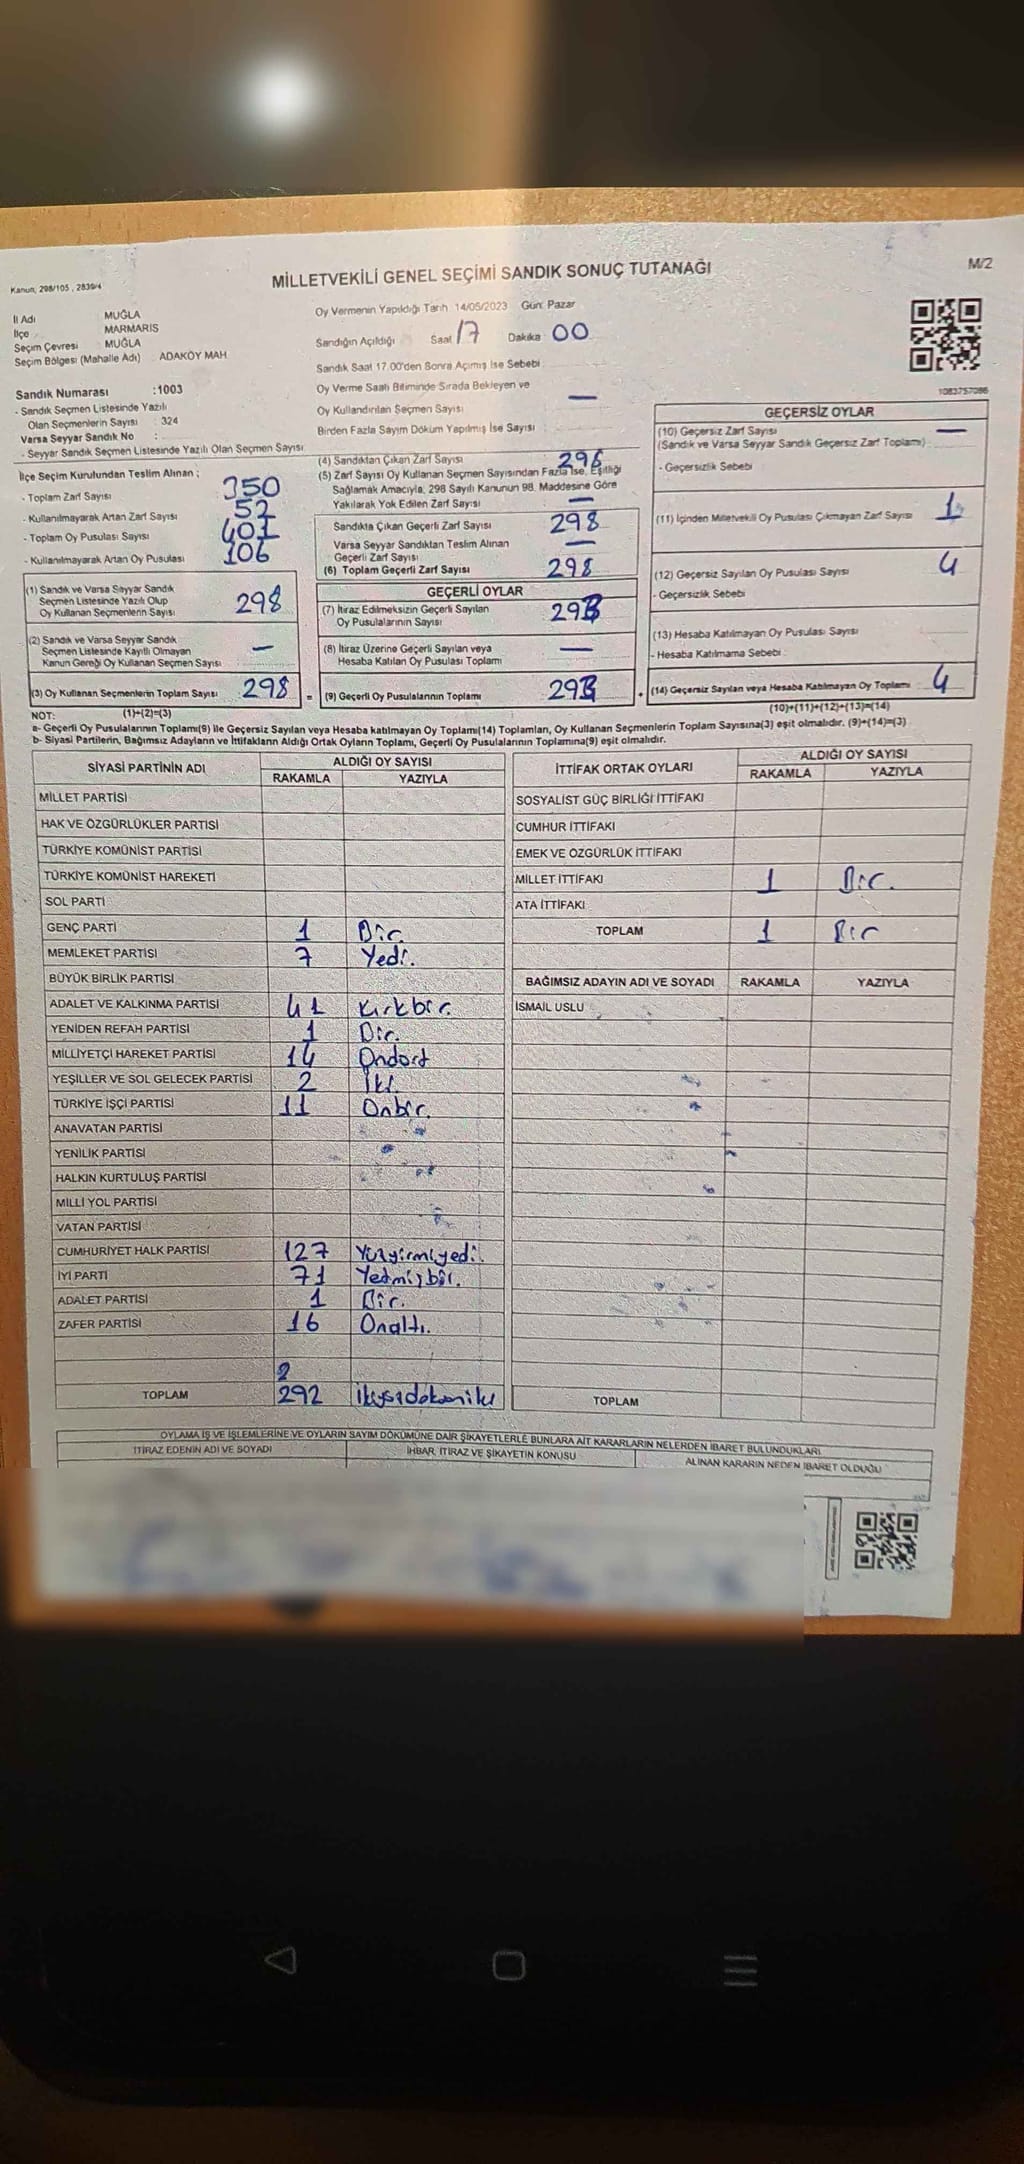 MİLLETVEKİLİ GENEL SEÇİMİ SANDIK SONUÇ TUTANAĞI
M/2
Kanun, 298/105 , 2839/4
İl Adı MUĞLA
İlçe MARMARİS
Seçim Çevresi MUĞLA
Seçim Bölgesi (Mahalle Adı) ADAKÖY MAH
Sandık Numarası :1003
- Sandık Seçmen Listesinde Yazılı
Olan Seçmenlerin Sayısı : 324
Varsa Seyyar Sandık No :
- Seyyar Sandık Seçmen Listesinde Yazılı Olan Seçmen Sayısı
Oy Vermenin Yapıldığı Tarih 14/05/2023 Gün: Pazar
Sandığın Açıldığı Saat 17 Dakika 00
Sandık Saat 17.00'den Sonra Açımış İse Sebebi
Oy Verme Saati Bitiminde Sırada Bekleyen ve
Oy Kullandırılan Seçmen Sayısı —
Birden Fazla Sayım Döküm Yapılmış İse Sayısı
1083757086
İlçe Seçim Kurulundan Teslim Alınan ;
- Toplam Zarf Sayısı 350
- Kullanılmayarak Artan Zarf Sayısı 52
- Toplam Oy Pusulası Sayısı 401
- Kullanılmayarak Artan Oy Pusulası 106
(1) Sandık ve Varsa Seyyar Sandık
Seçmen Listesinde Yazılı Olup
Oy Kullanan Seçmenlerin Sayısı 298
(2) Sandık ve Varsa Seyyar Sandık
Seçmen Listesinde Kayıtlı Olmayan
Kanun Gereği Oy Kullanan Seçmen Sayısı —
(3) Oy Kullanan Seçmenlerin Toplam Sayısı 298 =
(4) Sandıktan Çıkan Zarf Sayısı
(5) Zarf Sayısı Oy Kullanan Seçmen Sayısından Fazla İse, Eşitliği
Sağlamak Amacıyla, 298 Sayılı Kanunun 98. Maddesine Göre
Yakılarak Yok Edilen Zarf Sayısı —
Sandıkta Çıkan Geçerli Zarf Sayısı 298
Varsa Seyyar Sandıktan Teslim Alınan
Geçerli Zarf Sayısı —
(6) Toplam Geçerli Zarf Sayısı 298
GEÇERLİ OYLAR
(7) İtiraz Edilmeksizin Geçerli Sayılan
Oy Pusulalarının Sayısı 293
(8) İtiraz Üzerine Geçerli Sayılan veya
Hesaba Katılan Oy Pusulası Toplamı —
(9) Geçerli Oy Pusulalarının Toplamı 293 +
GEÇERSİZ OYLAR
(10) Geçersiz Zarf Sayısı —
(Sandık ve Varsa Seyyar Sandık Geçersiz Zarf Toplamı)
- Geçersizlik Sebebi
(11) İçinden Milletvekili Oy Pusulası Çıkmayan Zarf Sayısı 1
(12) Geçersiz Sayılan Oy Pusulası Sayısı 4
- Geçersizlik Sebebi
(13) Hesaba Katılmayan Oy Pusulası Sayısı
- Hesaba Katılmama Sebebi
(14) Geçersiz Sayılan veya Hesaba Katılmayan Oy Toplamı 4
NOT: (1)+(2)=(3)
(10)+(11)+(12)+(13)=(14)
a- Geçerli Oy Pusulalarının Toplamı(9) ile Geçersiz Sayılan veya Hesaba katılmayan Oy Toplamı(14) Toplamları, Oy Kullanan Seçmenlerin Toplam Sayısına(3) eşit olmalıdır. (9)+(14)=(3)
b- Siyasi Partilerin, Bağımsız Adayların ve İttifakların Aldığı Ortak Oyların Toplamı, Geçerli Oy Pusulalarının Toplamına(9) eşit olmalıdır.
SİYASİ PARTİNİN ADI ALDIĞI OY SAYISI
RAKAMLA YAZIYLA
MİLLET PARTİSİ
HAK VE ÖZGÜRLÜKLER PARTİSİ
TÜRKİYE KOMÜNİST PARTİSİ
TÜRKİYE KOMÜNİST HAREKETİ
SOL PARTİ
GENÇ PARTİ 1 Bir.
MEMLEKET PARTİSİ 7 Yedi.
BÜYÜK BİRLİK PARTİSİ
ADALET VE KALKINMA PARTİSİ 41 Kırkbir.
YENİDEN REFAH PARTİSİ 1 Bir.
MİLLİYETÇİ HAREKET PARTİSİ 14 Ondört
YEŞİLLER VE SOL GELECEK PARTİSİ 2 İki.
TÜRKİYE İŞÇİ PARTİSİ 11 Onbir.
ANAVATAN PARTİSİ
YENİLİK PARTİSİ
HALKIN KURTULUŞ PARTİSİ
MİLLİ YOL PARTİSİ
VATAN PARTİSİ
CUMHURİYET HALK PARTİSİ 127 Yüzyirmiyedi.
İYİ PARTİ 71 Yetmişbir.
ADALET PARTİSİ 1 Bir.
ZAFER PARTİSİ 16 Onaltı.
TOPLAM 292
İTTİFAK ORTAK OYLARI ALDIĞI OY SAYISI
RAKAMLA YAZIYLA
SOSYALİST GÜÇ BİRLİĞİ İTTİFAKI
CUMHUR İTTİFAKI
EMEK VE ÖZGÜRLÜK İTTİFAKI
MİLLET İTTİFAKI 1 Bir.
ATA İTTİFAKI
TOPLAM 1 Bir
BAĞIMSIZ ADAYIN ADI VE SOYADI RAKAMLA YAZIYLA
İSMAİL USLU
TOPLAM
OYLAMA İŞ VE İŞLEMLERİNE VE OYLARIN SAYIM DÖKÜMÜNE DAİR ŞİKAYETLERLE BUNLARA AİT KARARLARIN NELERDEN İBARET BULUNDUKLARI
İTİRAZ EDENİN ADI VE SOYADI İHBAR, İTİRAZ VE ŞİKAYETİN KONUSU ALINAN KARARIN NEDEN İBARET OLDUĞU